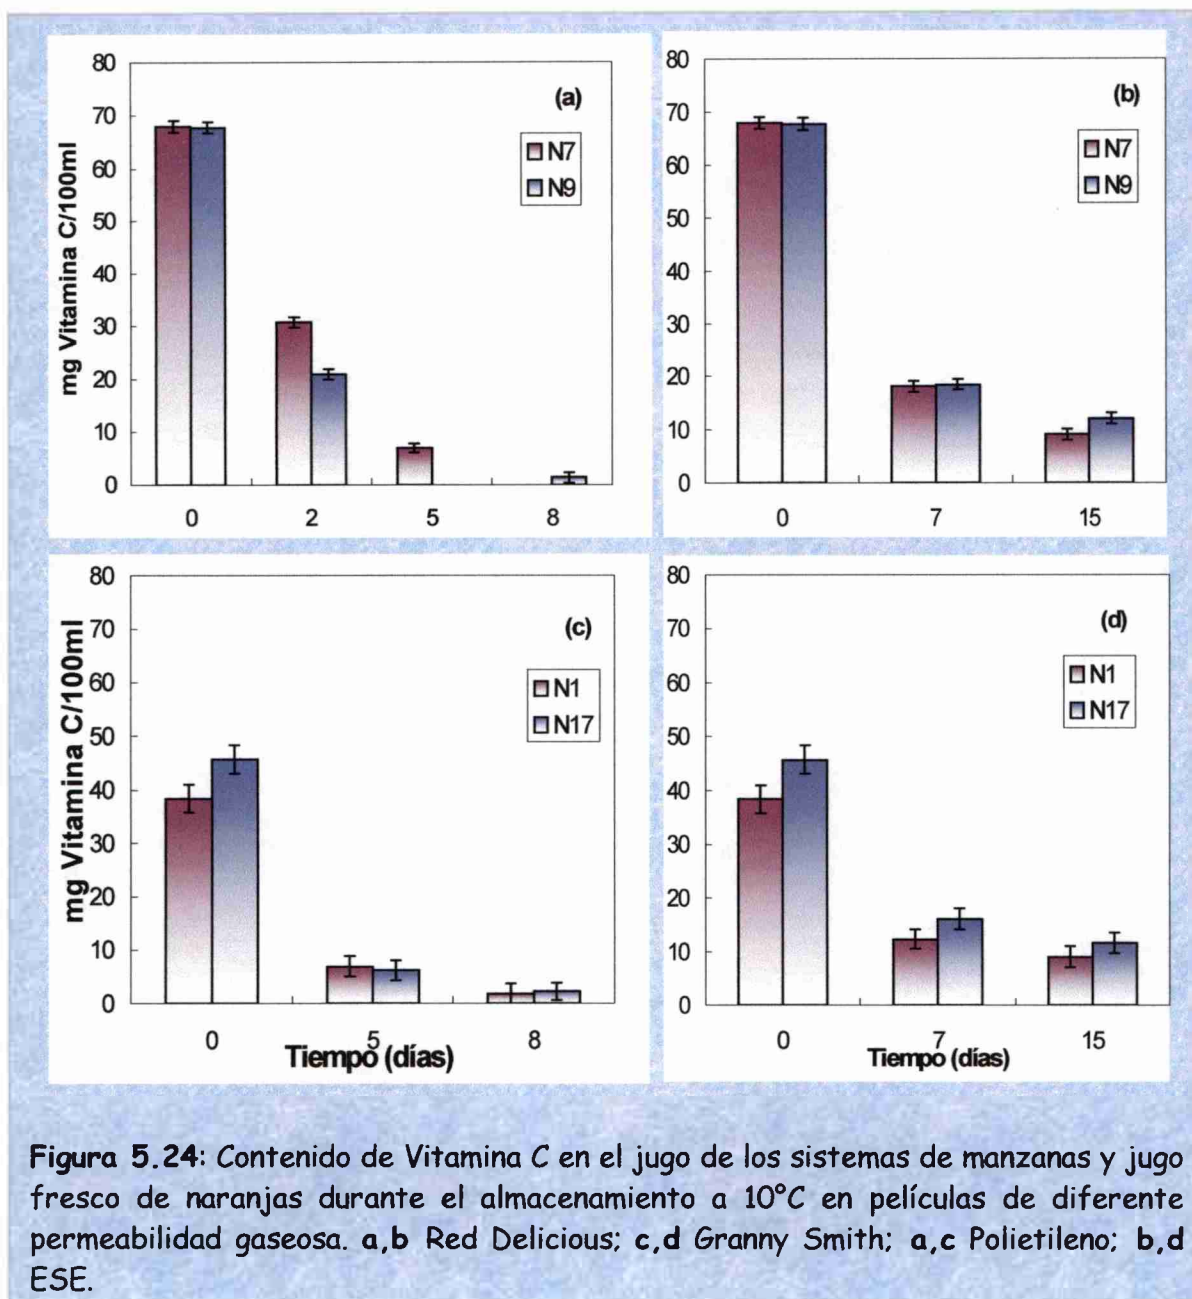 80
70
60
50
40
30
20
10
0
mg Vitamina C/100ml
(a)
N7
N9
0 2 5 8
80
70
60
50
40
30
20
10
0
(b)
N7
N9
0 7 15
80
70
60
50
40
30
20
10
0
mg Vitamina C/100ml
(c)
N1
N17
0 5 8
Tiempo (días)
80
70
60
50
40
30
20
10
0
(d)
N1
N17
0 7 15
Tiempo (días)
Figura 5.24: Contenido de Vitamina C en el jugo de los sistemas de manzanas y jugo
fresco de naranjas durante el almacenamiento a 10°C en películas de diferente
permeabilidad gaseosa. a,b Red Delicious; c,d Granny Smith; a,c Polietileno; b,d
ESE.